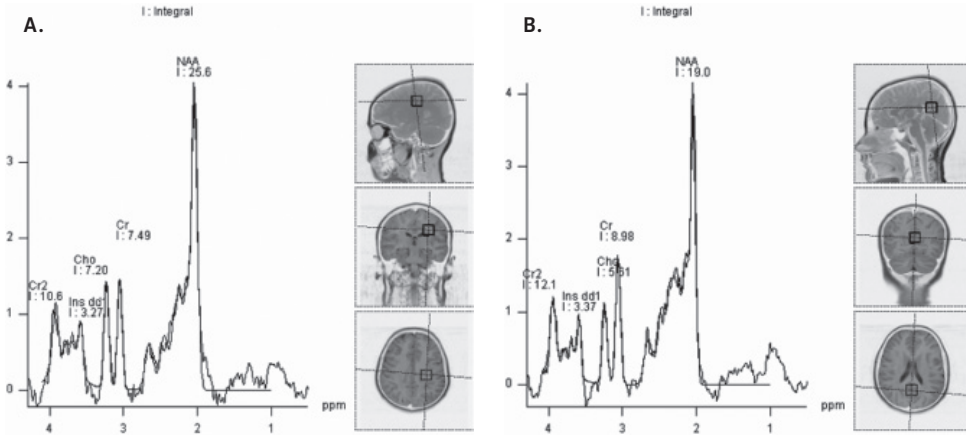 A.
I : Integral
NAA
I : 25.6
4
3
Cr
I : 7.49
2
Cho
I : 7.20
Cr2
I : 10.6
Ins dd1
I : 3.27
1
0
4
3
2
1
ppm
B.
I : Integral
NAA
I : 19.0
4
3
Cr
I : 8.98
2
Cho
I : 5.61
Cr2
I : 12.1
Ins dd1
I : 3.37
1
0
4
3
2
1
ppm